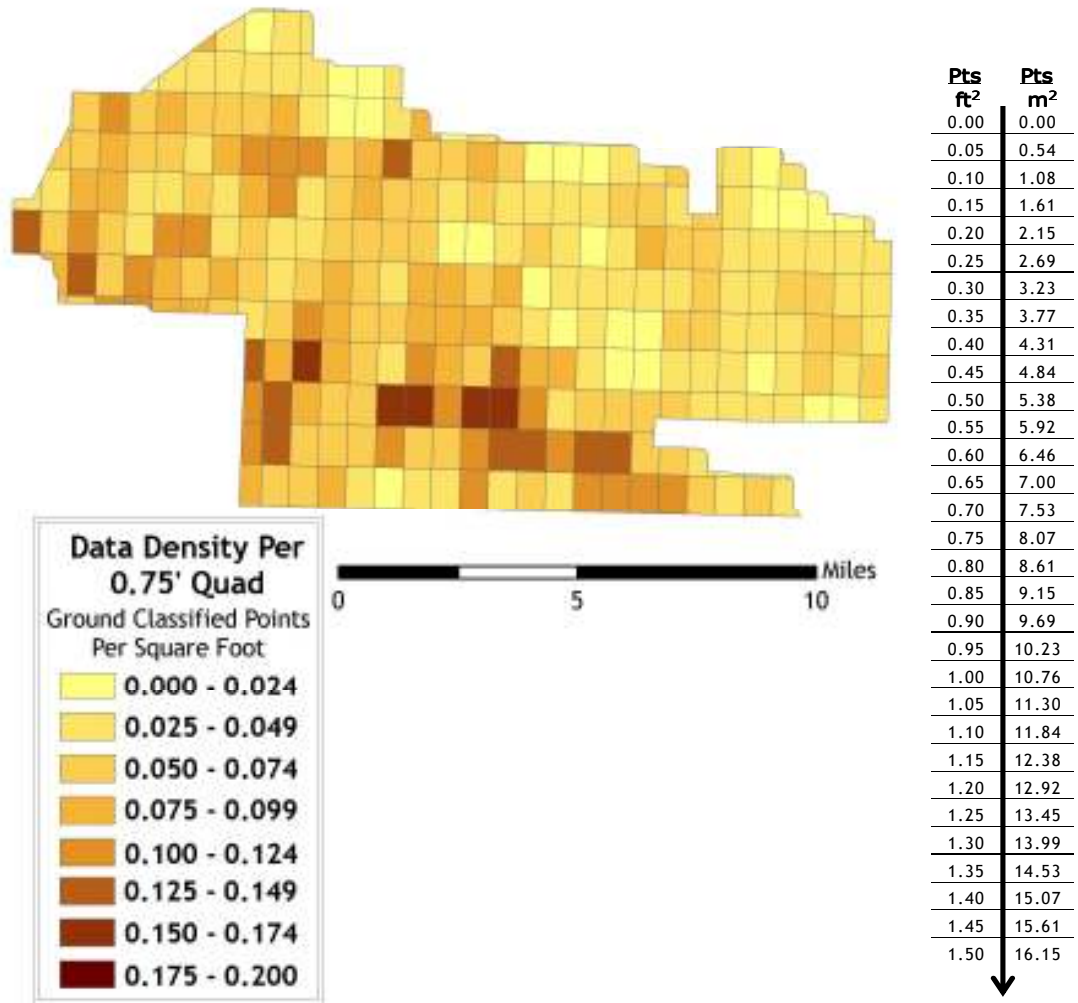 Data Density Per
0.75' Quad
Ground Classified Points
Per Square Foot
0.000 - 0.024
0.025 - 0.049
0.050 - 0.074
0.075 - 0.099
0.100 - 0.124
0.125 - 0.149
0.150 - 0.174
0.175 - 0.200
Miles
0 5 10
Pts Pts
ft² m²
0.00 0.00
0.05 0.54
0.10 1.08
0.15 1.61
0.20 2.15
0.25 2.69
0.30 3.23
0.35 3.77
0.40 4.31
0.45 4.84
0.50 5.38
0.55 5.92
0.60 6.46
0.65 7.00
0.70 7.53
0.75 8.07
0.80 8.61
0.85 9.15
0.90 9.69
0.95 10.23
1.00 10.76
1.05 11.30
1.10 11.84
1.15 12.38
1.20 12.92
1.25 13.45
1.30 13.99
1.35 14.53
1.40 15.07
1.45 15.61
1.50 16.15